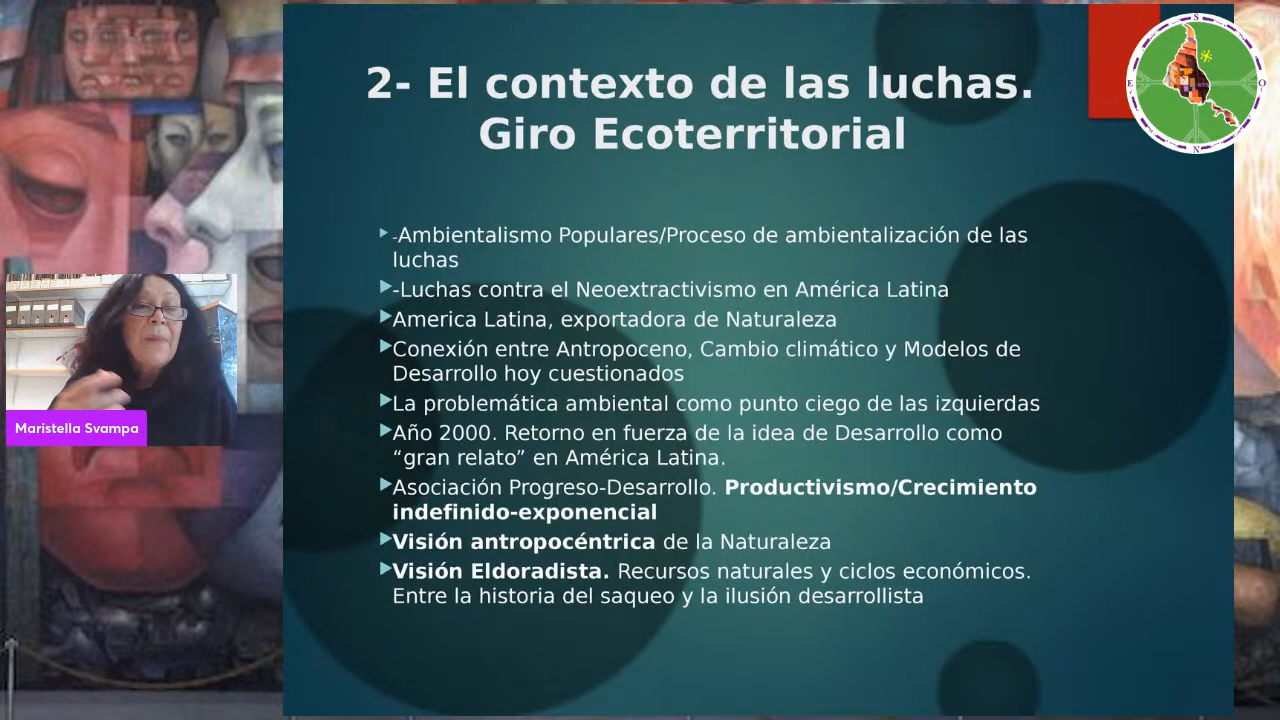 2- El contexto de las luchas.
Giro Ecoterritorial
S
E
O
N
-Ambientalismo Populares/Proceso de ambientalización de las
luchas
-Luchas contra el Neoextractivismo en América Latina
America Latina, exportadora de Naturaleza
Conexión entre Antropoceno, Cambio climático y Modelos de
Desarrollo hoy cuestionados
La problemática ambiental como punto ciego de las izquierdas
Año 2000. Retorno en fuerza de la idea de Desarrollo como
“gran relato” en América Latina.
Asociación Progreso-Desarrollo. Productivismo/Crecimiento
indefinido-exponencial
Visión antropocéntrica de la Naturaleza
Visión Eldoradista. Recursos naturales y ciclos económicos.
Entre la historia del saqueo y la ilusión desarrollista
Maristella Svampa